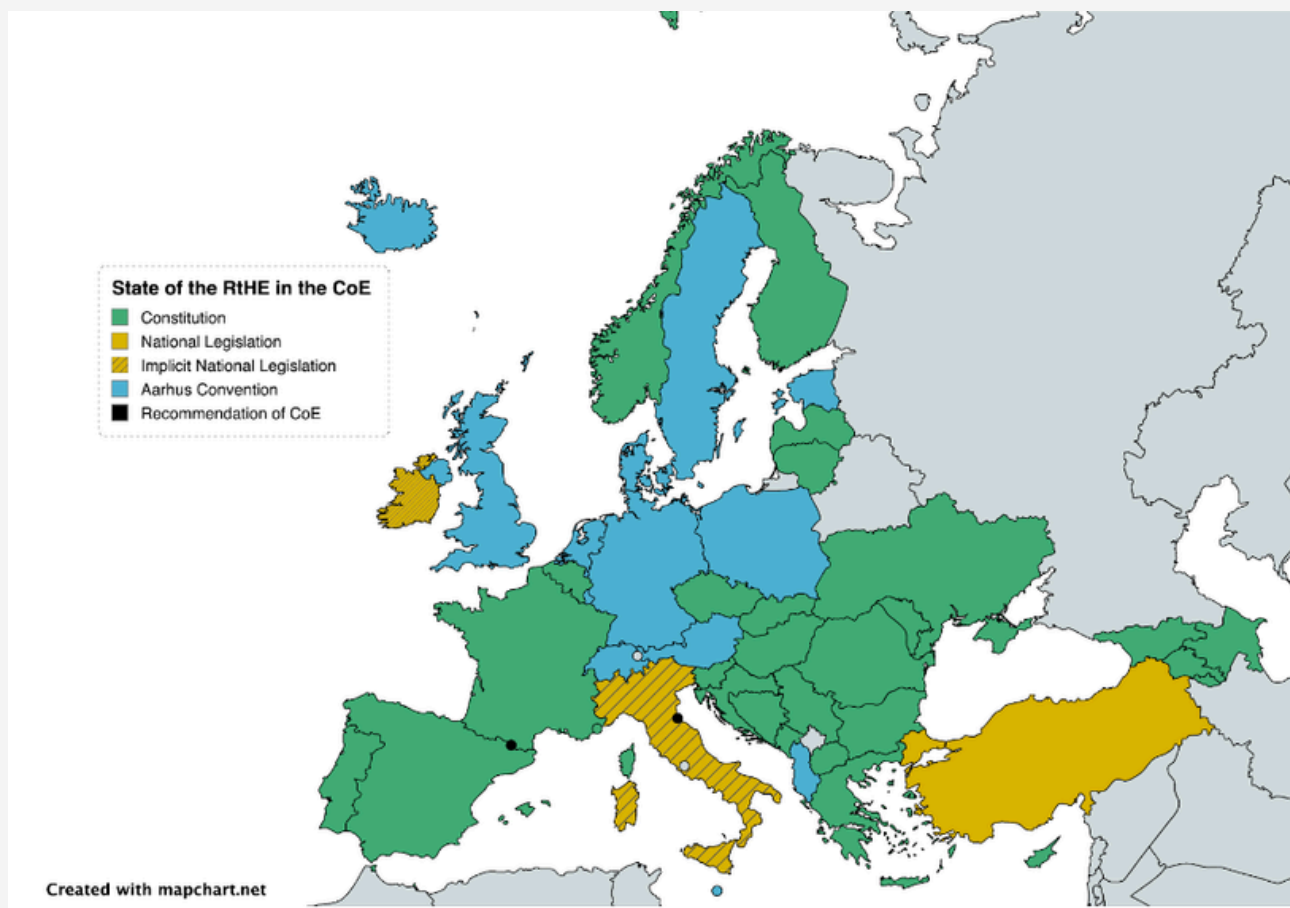 State of the RtHE in the CoE
Constitution
National Legislation
Implicit National Legislation
Aarhus Convention
Recommendation of CoE
Created with mapchart.net